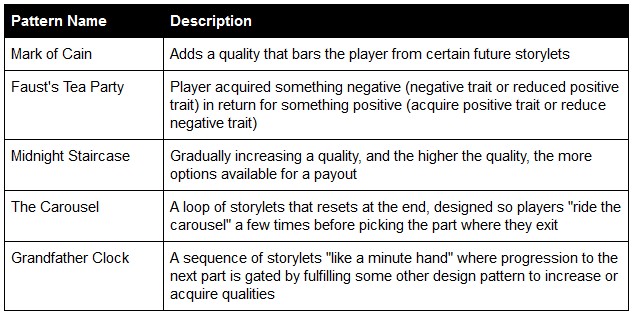 Pattern Name Description
Mark of Cain Adds a quality that bars the player from certain future storylets
Faust's Tea Party Player acquired something negative (negative trait or reduced positive
trait) in return for something positive (acquire positive trait or reduce
negative trait)
Midnight Staircase Gradually increasing a quality, and the higher the quality, the more
options available for a payout
The Carousel A loop of storylets that resets at the end, designed so players "ride the
carousel" a few times before picking the part where they exit
Grandfather Clock A sequence of storylets "like a minute hand" where progression to the
next part is gated by fulfilling some other design pattern to increase or
acquire qualities